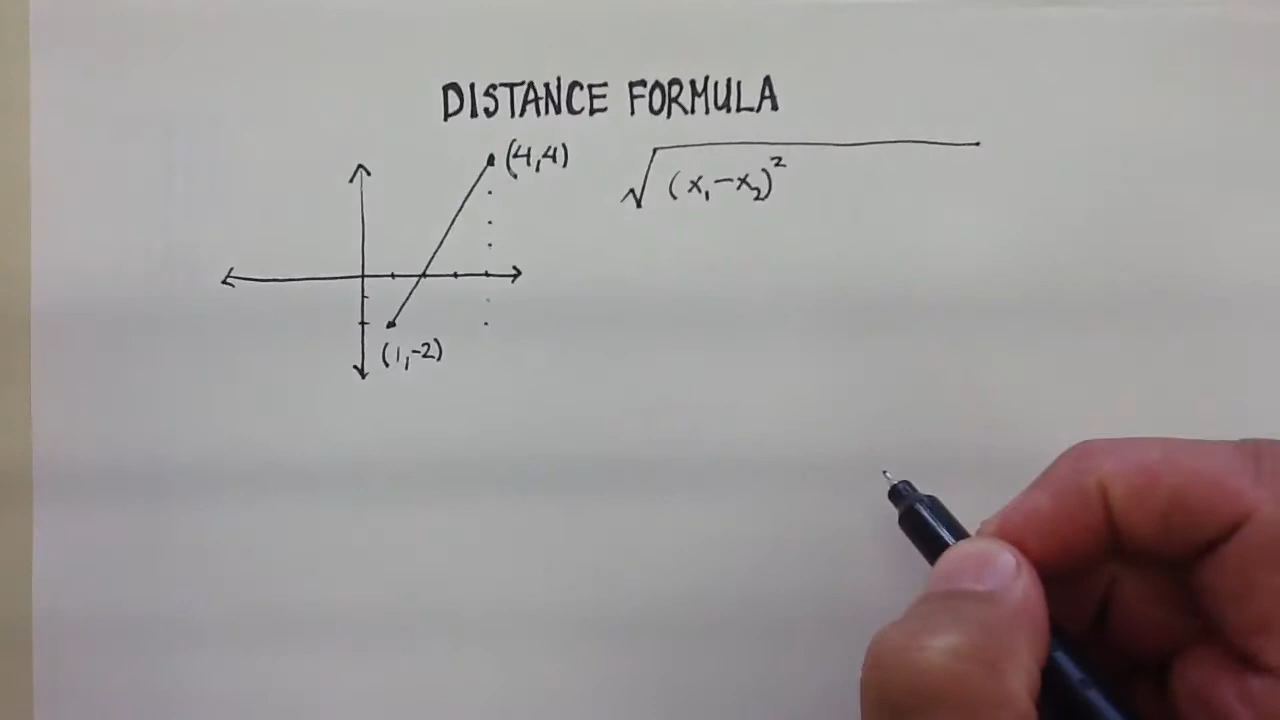 DISTANCE FORMULA
(4,4)
√(x₁-x₂)²
(1,-2)